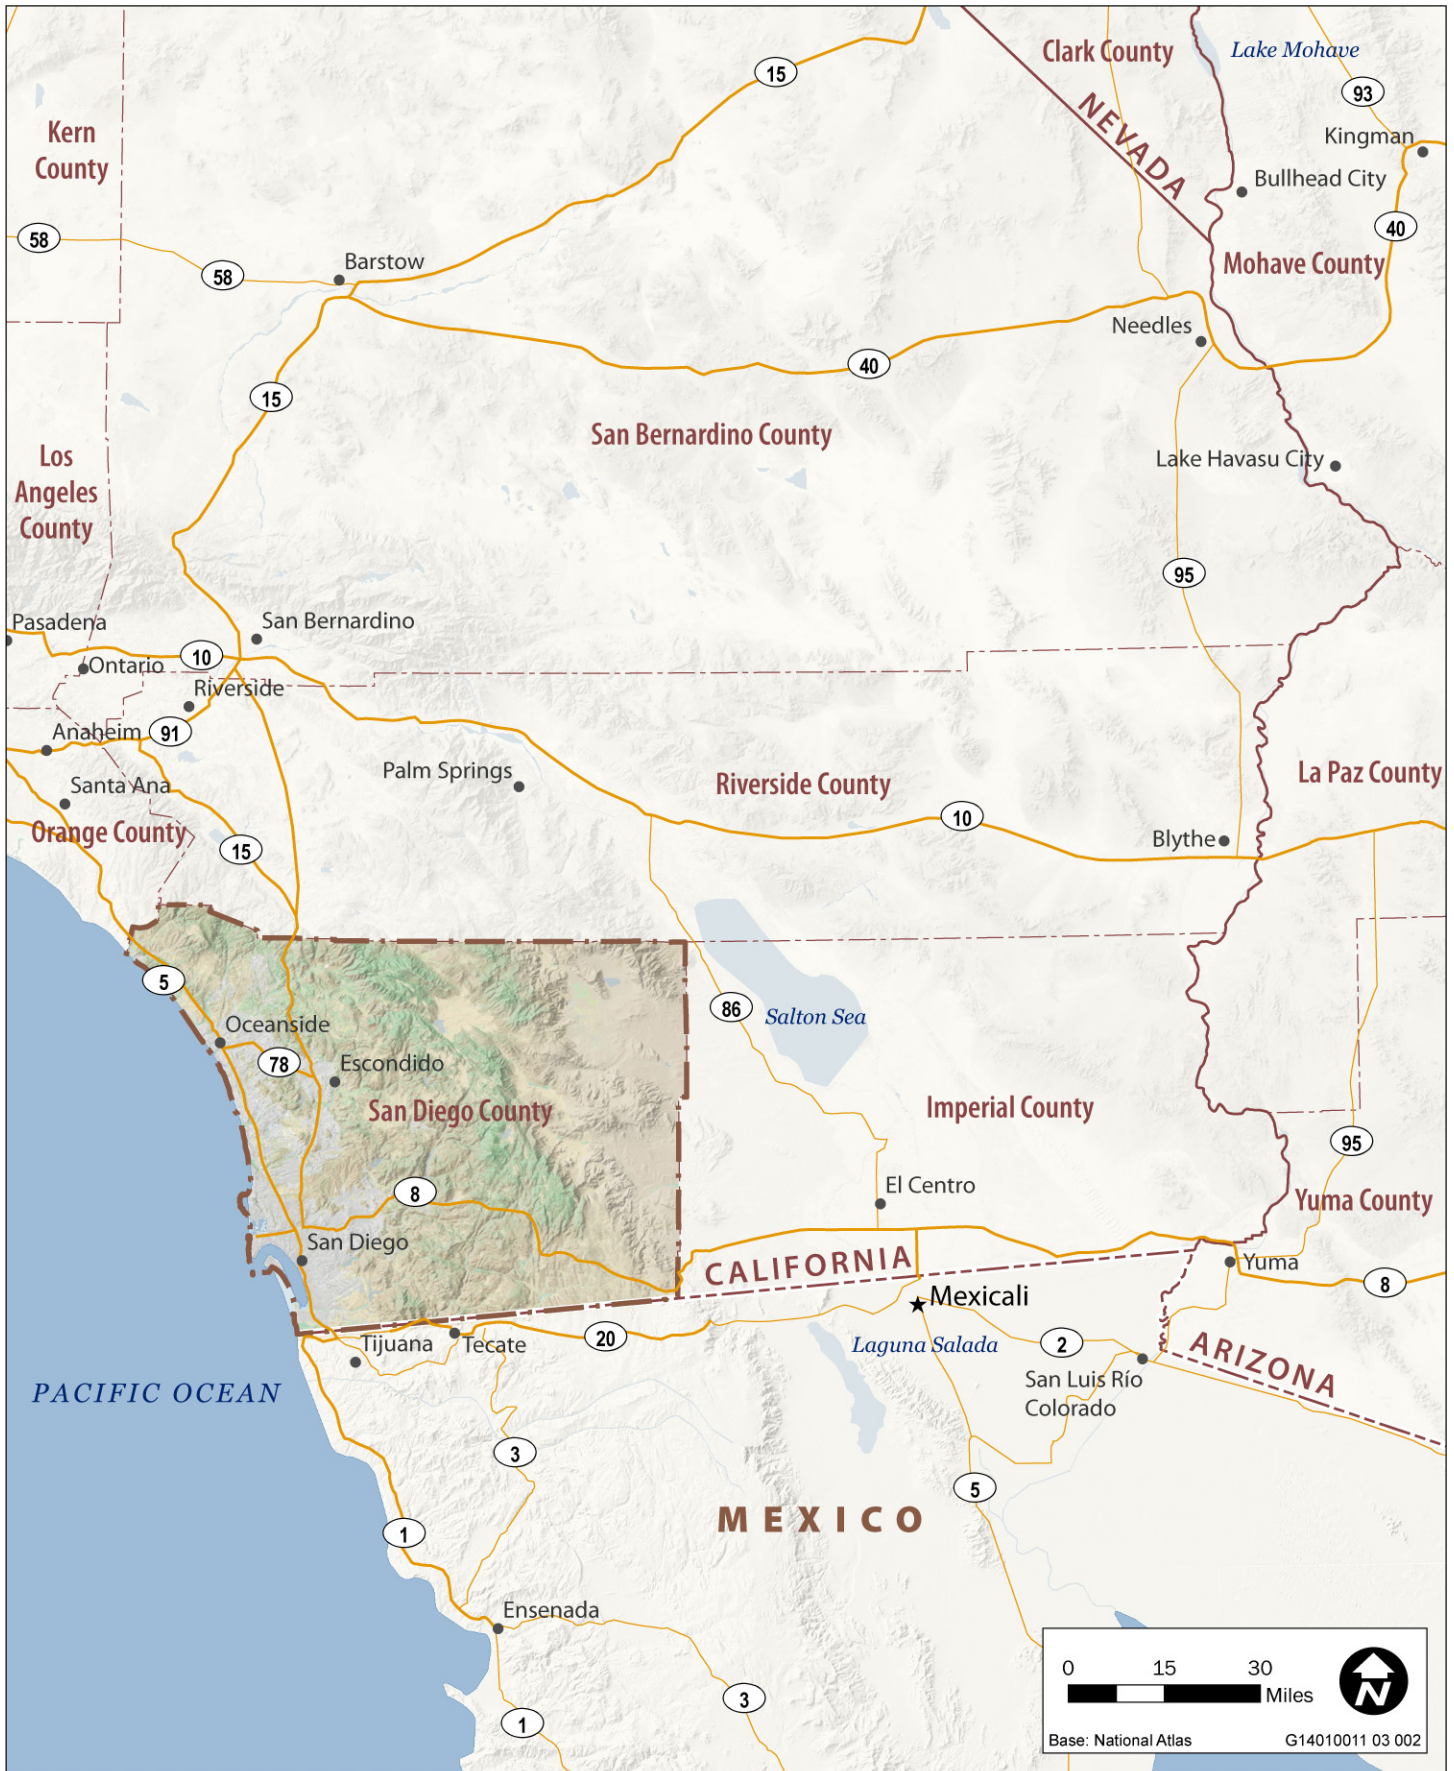 Clark County
Lake Mohave
15
93
NEVADA
Kern
County
Kingman
Bullhead City
58
40
Mohave County
58
Barstow
Needles
40
15
San Bernardino County
Los
Angeles
County
Lake Havasu City
95
Pasadena
San Bernardino
10
Ontario
Riverside
Anaheim
91
Palm Springs
Riverside County
La Paz County
Santa Ana
Orange County
10
15
Blythe
5
86
Salton Sea
Oceanside
78
Escondido
San Diego County
Imperial County
95
8
El Centro
Yuma County
San Diego
CALIFORNIA
Yuma
8
Mexicali
Tijuana
Tecate
20
Laguna Salada
2
ARIZONA
San Luis Río
Colorado
PACIFIC OCEAN
3
5
MEXICO
1
Ensenada
3
1
0 15 30
Miles
N
Base: National Atlas
G14010011 03 002